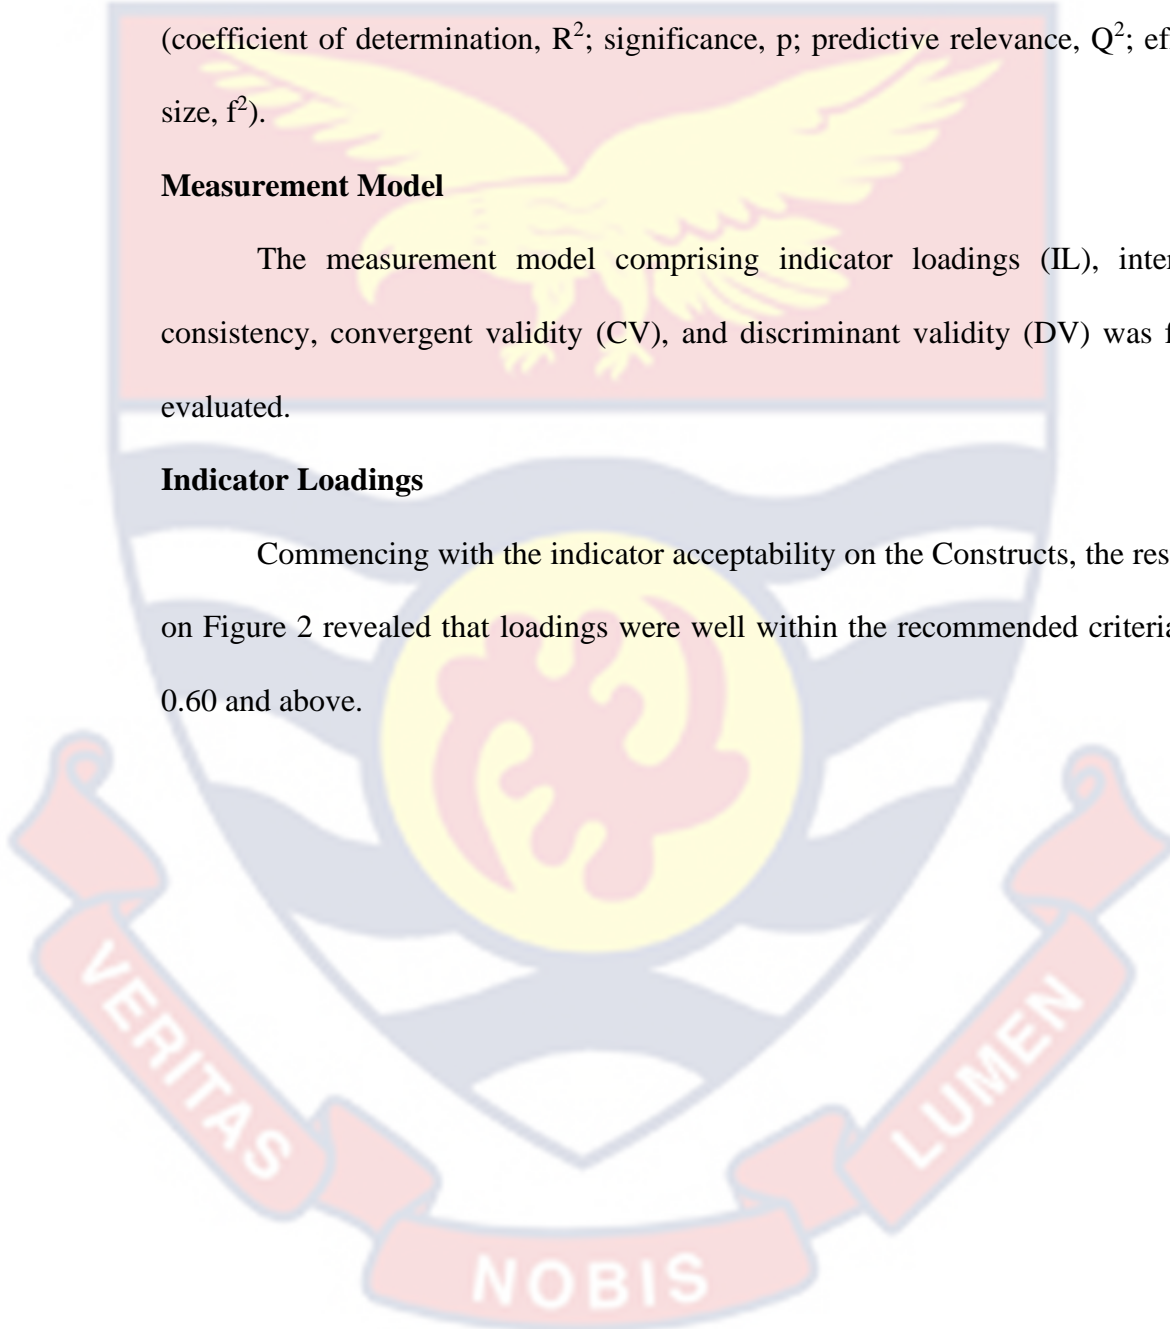 (coefficient of determination, R²; significance, p; predictive relevance, Q²; ef
size, f²).
Measurement Model
The measurement model comprising indicator loadings (IL), inter
consistency, convergent validity (CV), and discriminant validity (DV) was f
evaluated.
Indicator Loadings
Commencing with the indicator acceptability on the Constructs, the res
on Figure 2 revealed that loadings were well within the recommended criteria
0.60 and above.
VERITAS
NOBIS
LUMEN